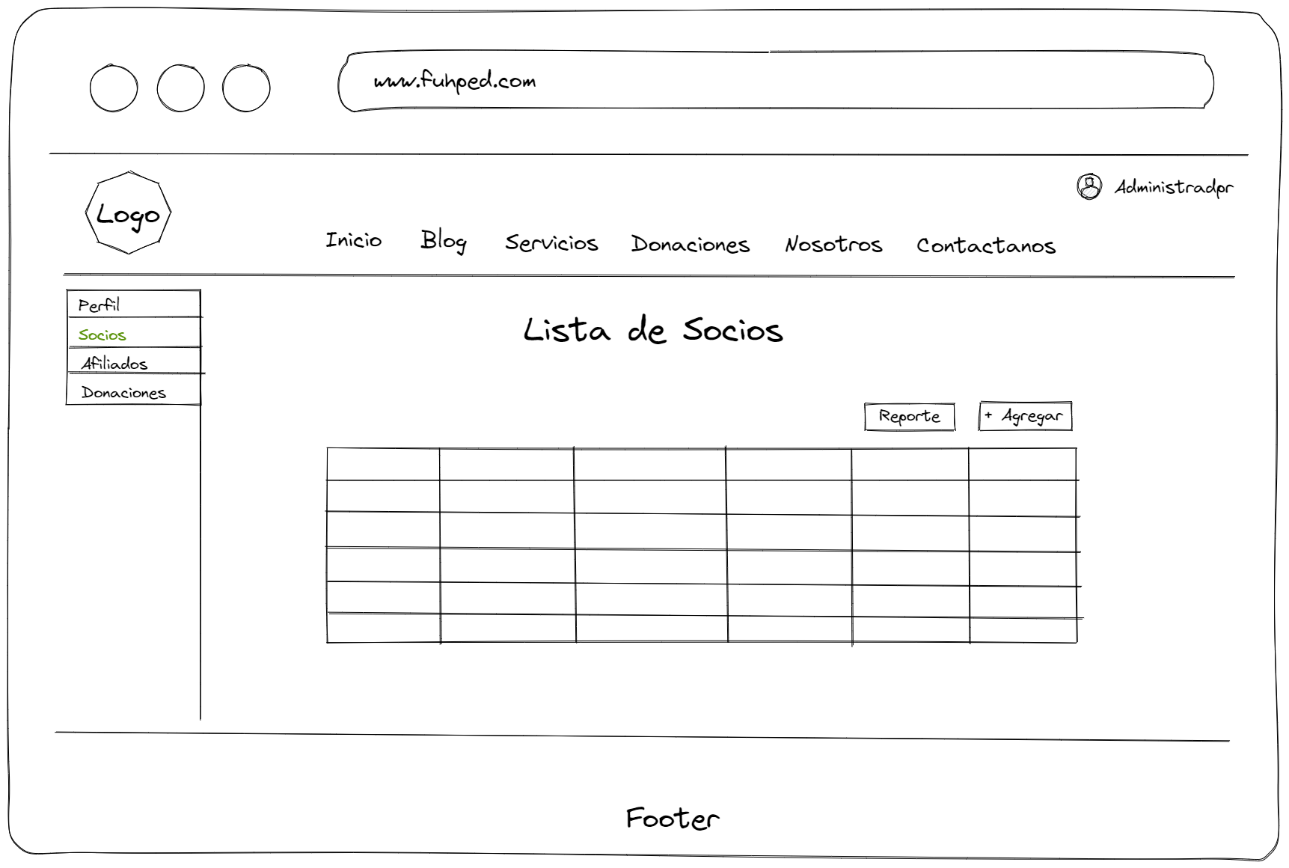 www.fuhped.com
Administrador
Logo
Inicio Blog Servicios Donaciones Nosotros Contactanos
Perfil
Socios
Afiliados
Donaciones
Lista de Socios
Reporte + Agregar
Footer